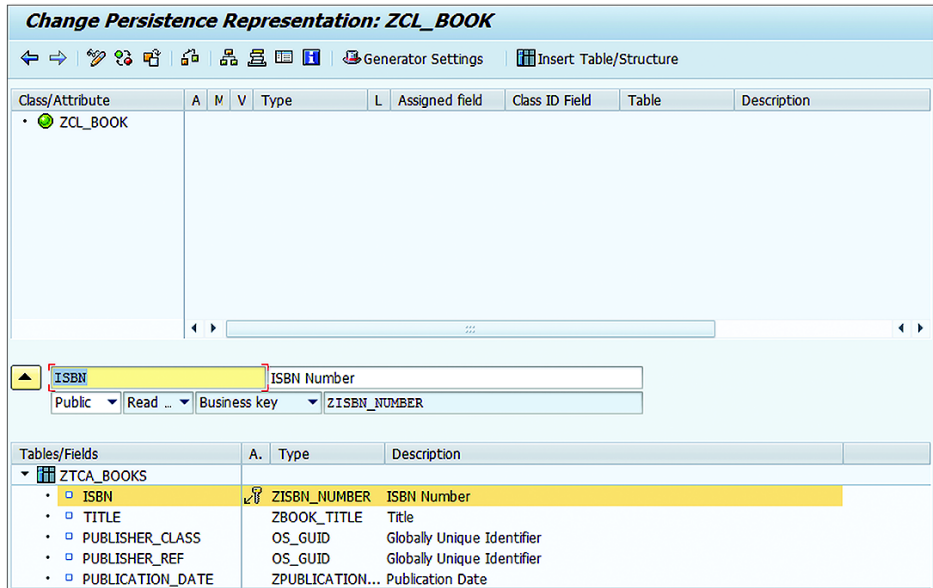 Change Persistence Representation: ZCL_BOOK
Generator Settings Insert Table/Structure
Class/Attribute A M V Type L Assigned field Class ID Field Table Description
ZCL_BOOK
ISBN ISBN Number
Public Read ... Business key ZISBN_NUMBER
Tables/Fields A. Type Description
ZTCA_BOOKS
ISBN ZISBN_NUMBER ISBN Number
TITLE ZBOOK_TITLE Title
PUBLISHER_CLASS OS_GUID Globally Unique Identifier
PUBLISHER_REF OS_GUID Globally Unique Identifier
PUBLICATION_DATE ZPUBLICATION... Publication Date